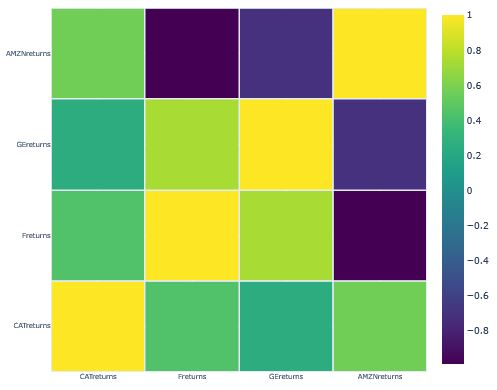 AMZNreturns
GEreturns
Freturns
CATreturns
CATreturns
Freturns
GEreturns
AMZNreturns
1
0.8
0.6
0.4
0.2
0
−0.2
−0.4
−0.6
−0.8